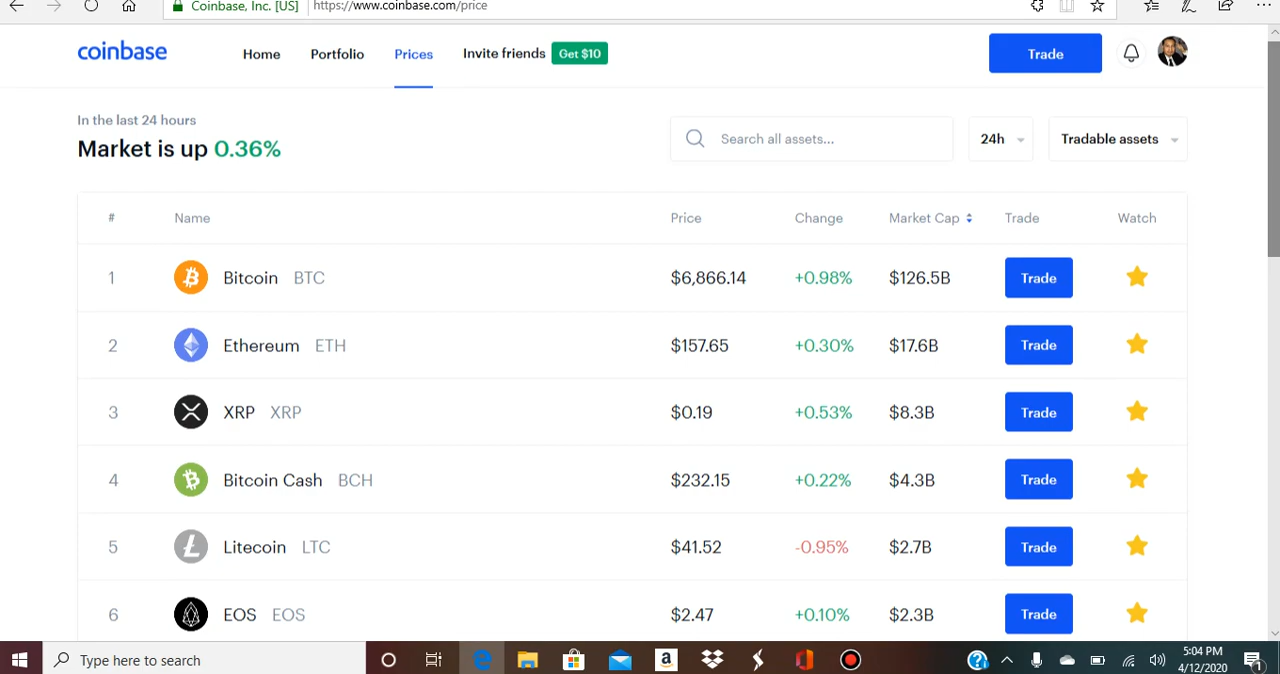 Coinbase, Inc. [US] https://www.coinbase.com/price
coinbase Home Portfolio Prices Invite friends Get $10 Trade
In the last 24 hours
Market is up 0.36%
Search all assets... 24h Tradable assets
# Name Price Change Market Cap Trade Watch
1 Bitcoin BTC $6,866.14 +0.98% $126.5B Trade
2 Ethereum ETH $157.65 +0.30% $17.6B Trade
3 XRP XRP $0.19 +0.53% $8.3B Trade
4 Bitcoin Cash BCH $232.15 +0.22% $4.3B Trade
5 Litecoin LTC $41.52 -0.95% $2.7B Trade
6 EOS EOS $2.47 +0.10% $2.3B Trade
Type here to search
5:04 PM
4/12/2020
1